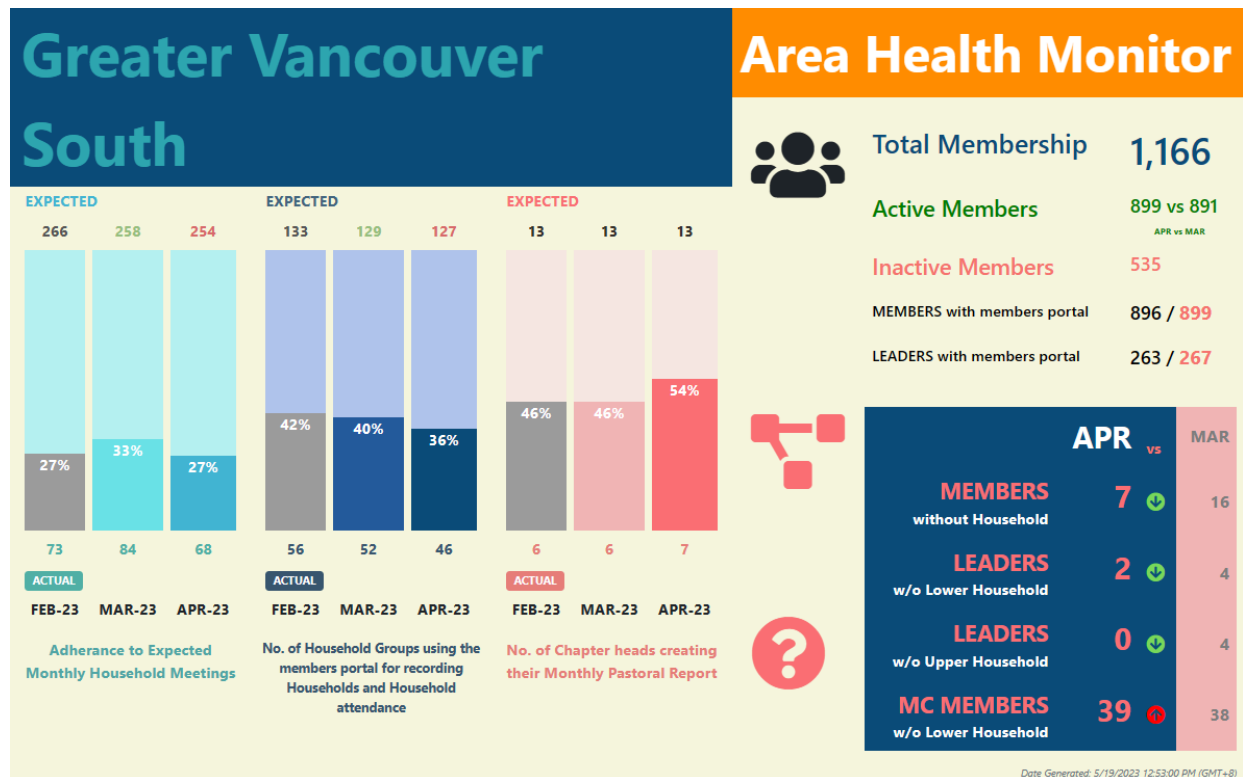 Greater Vancouver
South
Area Health Monitor
EXPECTED
266 258 254
27% 33% 27%
73 84 68
ACTUAL
FEB-23 MAR-23 APR-23
Adherance to Expected
Monthly Household Meetings
EXPECTED
133 129 127
42% 40% 36%
56 52 46
ACTUAL
FEB-23 MAR-23 APR-23
No. of Household Groups using the
members portal for recording
Households and Household
attendance
EXPECTED
13 13 13
46% 46% 54%
6 6 7
ACTUAL
FEB-23 MAR-23 APR-23
No. of Chapter heads creating
their Monthly Pastoral Report
Total Membership 1,166
Active Members 899 vs 891
APR vs MAR
Inactive Members 535
MEMBERS with members portal 896 / 899
LEADERS with members portal 263 / 267
APR vs MAR
MEMBERS 7 16
without Household
LEADERS 2 4
w/o Lower Household
LEADERS 0 4
w/o Upper Household
MC MEMBERS 39 38
w/o Lower Household
?
Date Generated: 5/19/2023 12:53:00 PM (GMT+8)